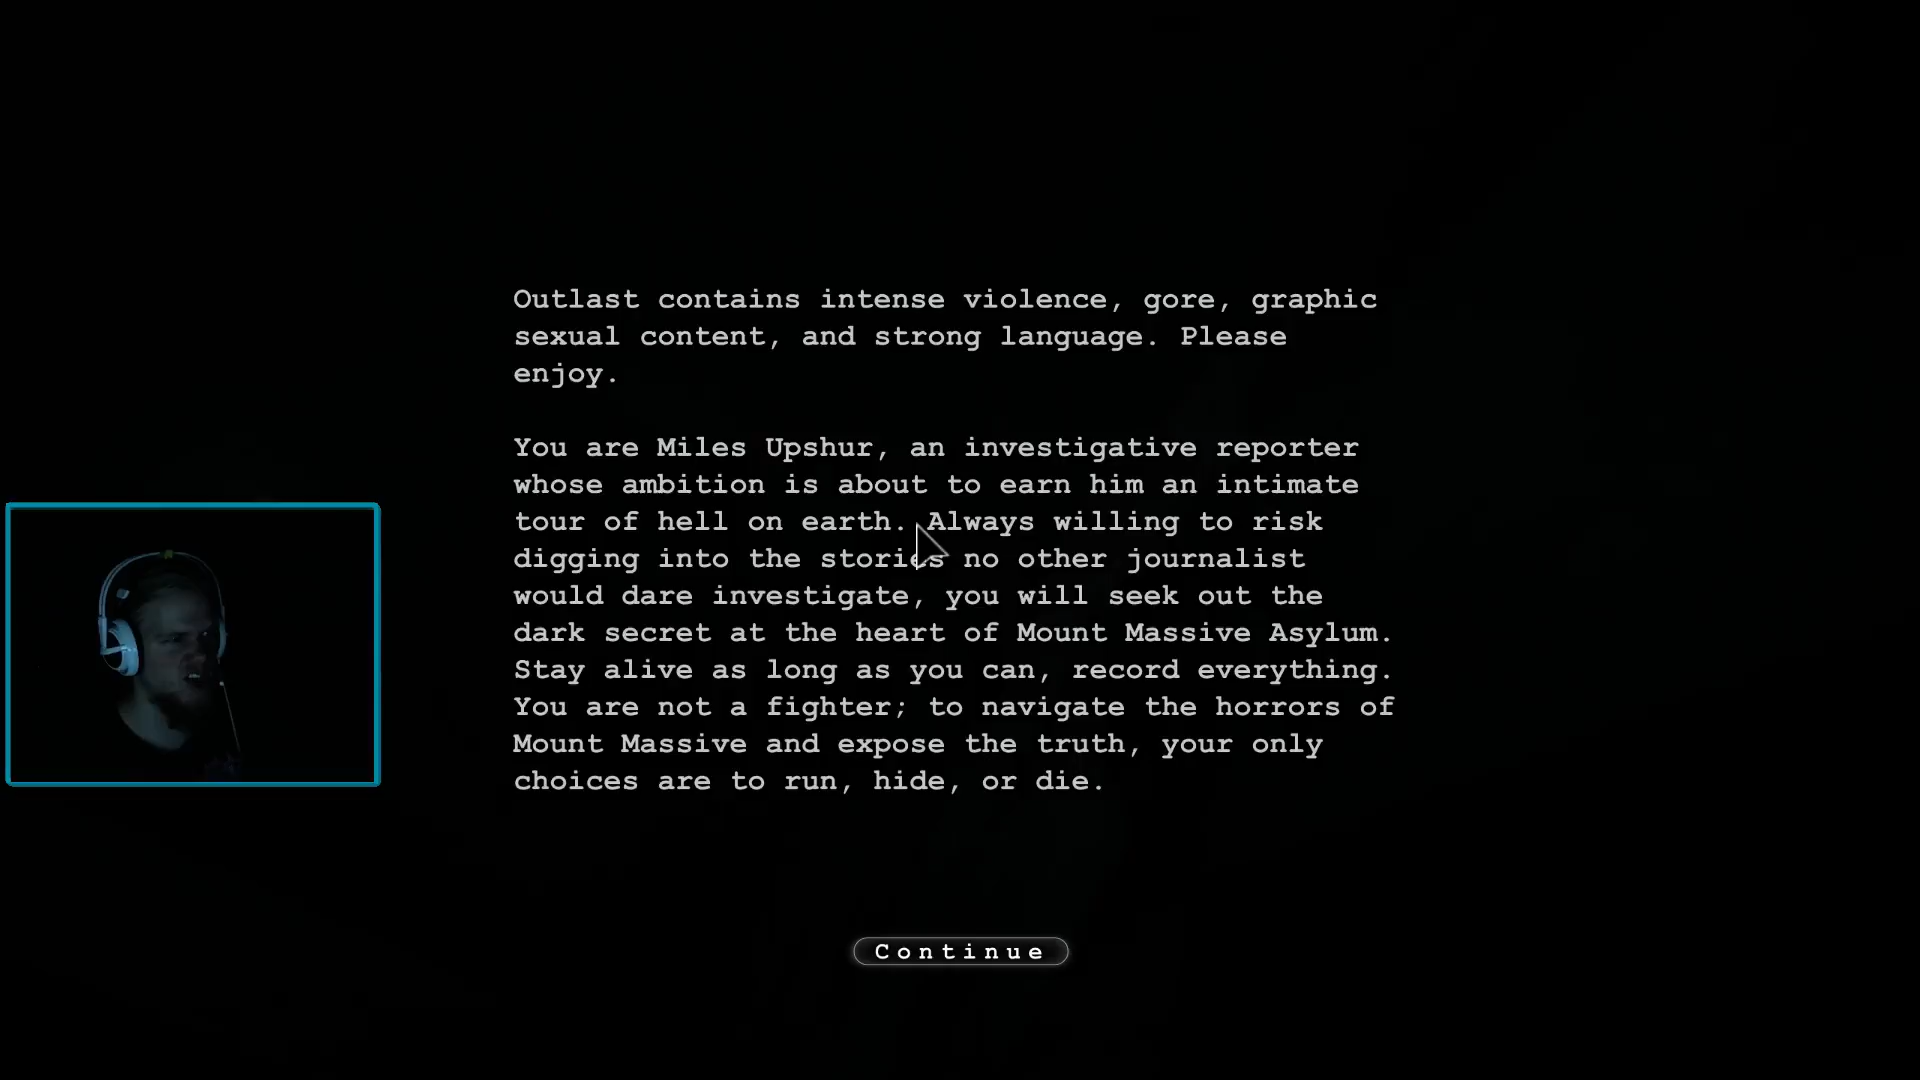 Outlast contains intense violence, gore, graphic
sexual content, and strong language. Please
enjoy.
You are Miles Upshur, an investigative reporter
whose ambition is about to earn him an intimate
tour of hell on earth. Always willing to risk
digging into the stories no other journalist
would dare investigate, you will seek out the
dark secret at the heart of Mount Massive Asylum.
Stay alive as long as you can, record everything.
You are not a fighter; to navigate the horrors of
Mount Massive and expose the truth, your only
choices are to run, hide, or die.
Continue